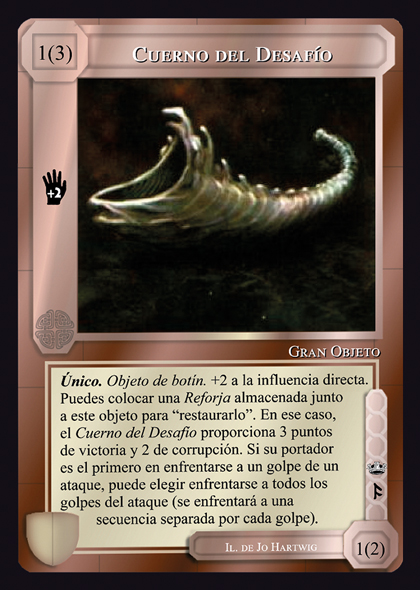 1(3)
Cuerno del Desafío
+2
Gran Objeto
Único. Objeto de botín. +2 a la influencia directa.
Puedes colocar una Reforja almacenada junto
a este objeto para “restaurarlo”. En ese caso,
el Cuerno del Desafío proporciona 3 puntos
de victoria y 2 de corrupción. Si su portador
es el primero en enfrentarse a un golpe de un
ataque, puede elegir enfrentarse a todos los
golpes del ataque (se enfrentará a una
secuencia separada por cada golpe).
Il. de Jo Hartwig
1(2)